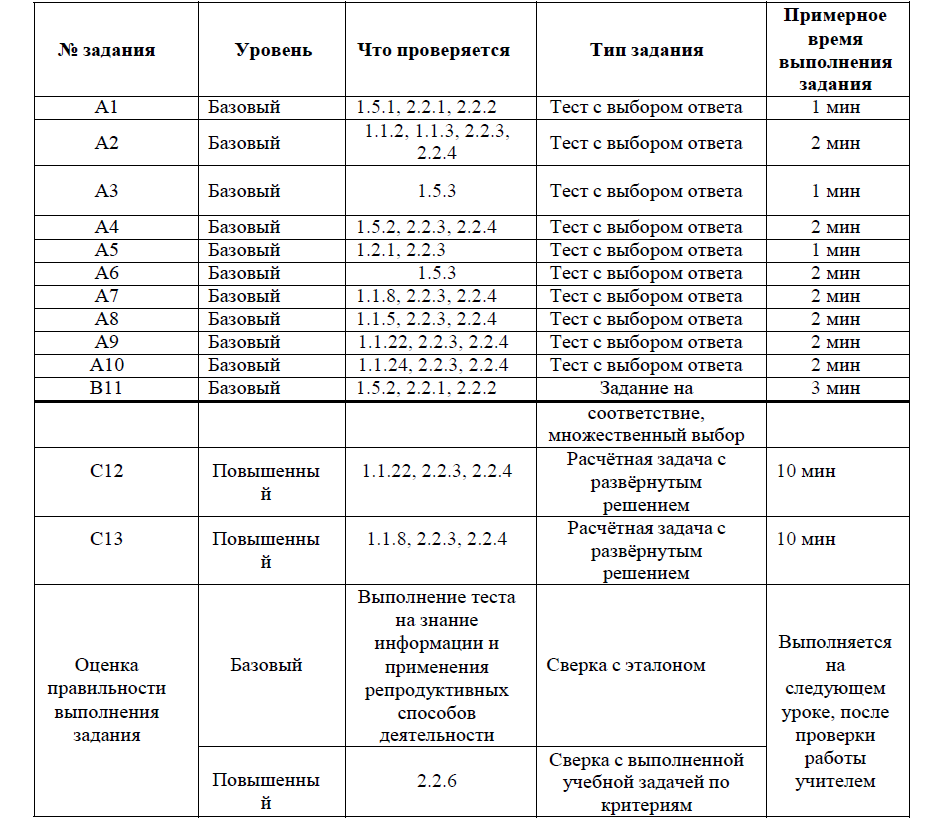 № задания Уровень Что проверяется Тип задания Примерное
время
выполнения
задания
А1 Базовый 1.5.1, 2.2.1, 2.2.2 Тест с выбором ответа 1 мин
А2 Базовый 1.1.2, 1.1.3, 2.2.3,
2.2.4 Тест с выбором ответа 2 мин
А3 Базовый 1.5.3 Тест с выбором ответа 1 мин
А4 Базовый 1.5.2, 2.2.3, 2.2.4 Тест с выбором ответа 2 мин
А5 Базовый 1.2.1, 2.2.3 Тест с выбором ответа 1 мин
А6 Базовый 1.5.3 Тест с выбором ответа 2 мин
А7 Базовый 1.1.8, 2.2.3, 2.2.4 Тест с выбором ответа 2 мин
А8 Базовый 1.1.5, 2.2.3, 2.2.4 Тест с выбором ответа 2 мин
А9 Базовый 1.1.22, 2.2.3, 2.2.4 Тест с выбором ответа 2 мин
А10 Базовый 1.1.24, 2.2.3, 2.2.4 Тест с выбором ответа 2 мин
В11 Базовый 1.5.2, 2.2.1, 2.2.2 Задание на 3 мин
соответствие,
множественный выбор
С12 Повышенны
й 1.1.22, 2.2.3, 2.2.4 Расчётная задача с
развёрнутым
решением 10 мин
С13 Повышенны
й 1.1.8, 2.2.3, 2.2.4 Расчётная задача с
развёрнутым
решением 10 мин
Оценка
правильности
выполнения
задания
Базовый
Выполнение теста
на знание
информации и
применения
репродуктивных
способов
деятельности
Сверка с эталоном
Выполняется
на
следующем
уроке, после
проверки
работы
учителем
Повышенны
й
2.2.6
Сверка с выполненной
учебной задачей по
критериям